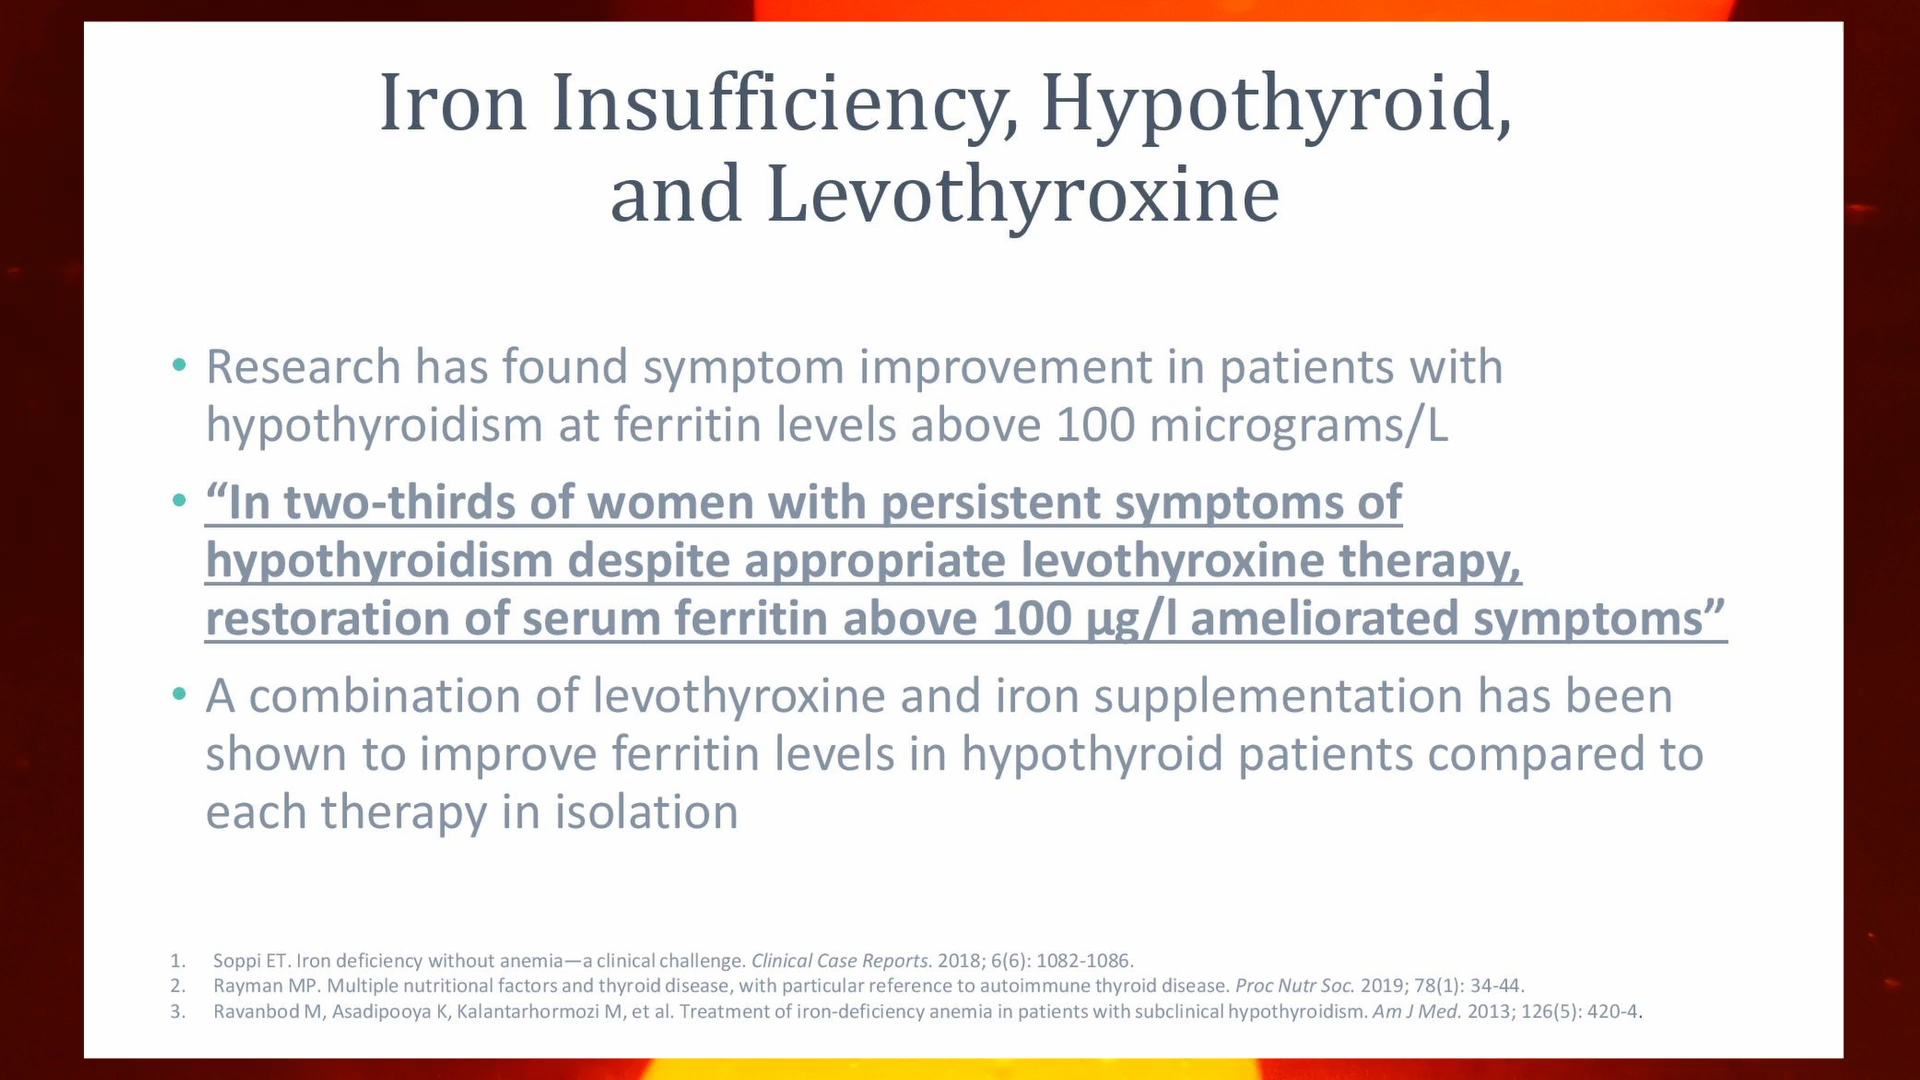 Iron Insufficiency, Hypothyroid,
and Levothyroxine
• Research has found symptom improvement in patients with
hypothyroidism at ferritin levels above 100 micrograms/L
• “In two-thirds of women with persistent symptoms of
hypothyroidism despite appropriate levothyroxine therapy,
restoration of serum ferritin above 100 µg/l ameliorated symptoms”
• A combination of levothyroxine and iron supplementation has been
shown to improve ferritin levels in hypothyroid patients compared to
each therapy in isolation
1. Soppi ET. Iron deficiency without anemia—a clinical challenge. Clinical Case Reports. 2018; 6(6): 1082-1086.
2. Rayman MP. Multiple nutritional factors and thyroid disease, with particular reference to autoimmune thyroid disease. Proc Nutr Soc. 2019; 78(1): 34-44.
3. Ravanbod M, Asadipooya K, Kalantarhormozi M, et al. Treatment of iron-deficiency anemia in patients with subclinical hypothyroidism. Am J Med. 2013; 126(5): 420-4.